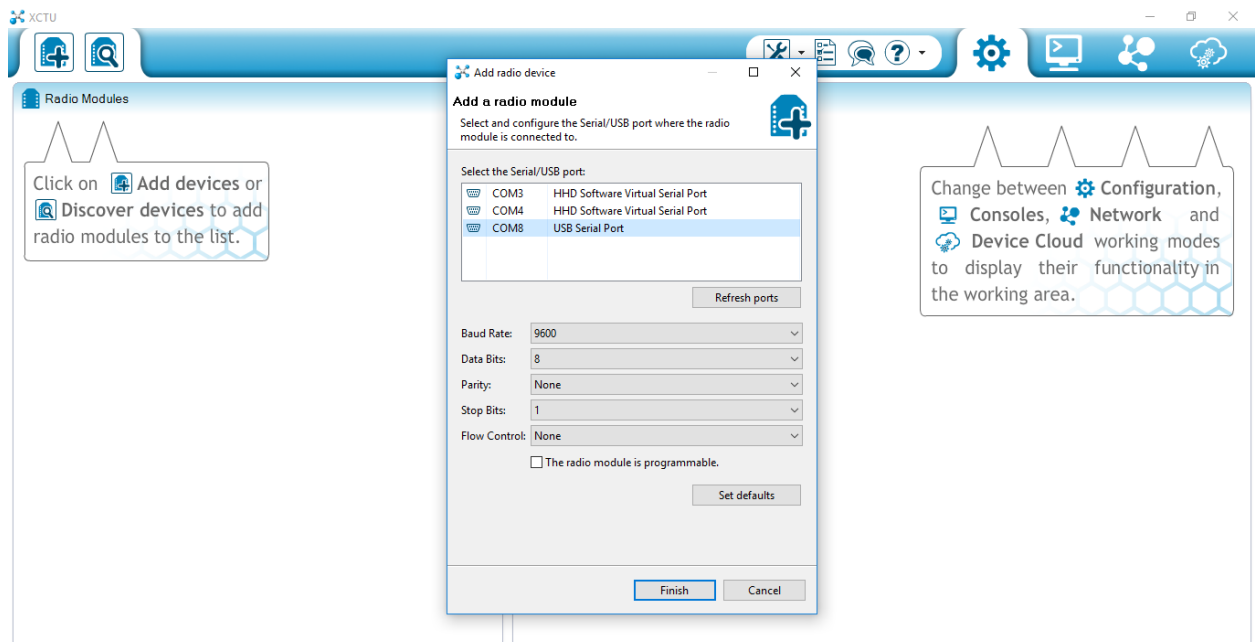 XCTU
Radio Modules
Click on Add devices or
Discover devices to add
radio modules to the list.
Add radio device
Add a radio module
Select and configure the Serial/USB port where the radio
module is connected to.
Select the Serial/USB port:
COM3 HHD Software Virtual Serial Port
COM4 HHD Software Virtual Serial Port
COM8 USB Serial Port
Refresh ports
Baud Rate: 9600
Data Bits: 8
Parity: None
Stop Bits: 1
Flow Control: None
The radio module is programmable.
Set defaults
Finish Cancel
Change between Configuration,
Consoles, Network and
Device Cloud working modes
to display their functionality in
the working area.